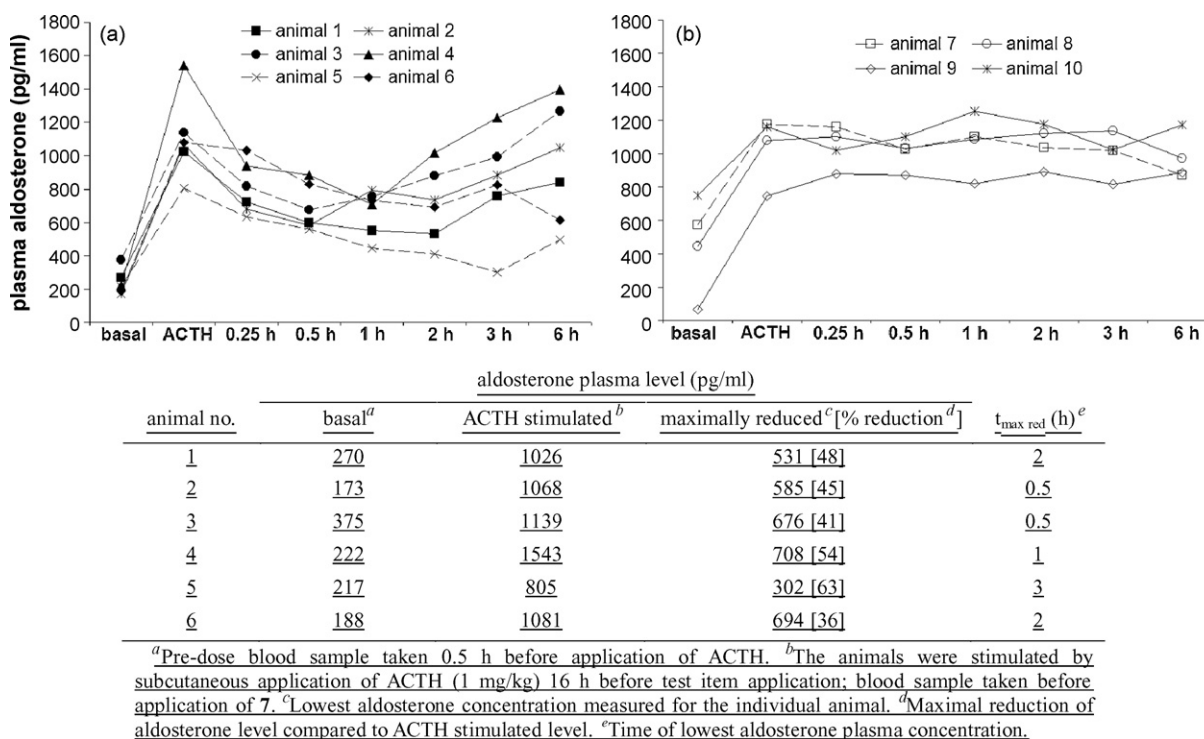 (a)
animal 1 animal 2
animal 3 animal 4
animal 5 animal 6
plasma aldosterone (pg/ml)
1800
1600
1400
1200
1000
800
600
400
200
0
basal ACTH 0.25 h 0.5 h 1 h 2 h 3 h 6 h
(b)
animal 7 animal 8
animal 9 animal 10
1800
1600
1400
1200
1000
800
600
400
200
0
basal ACTH 0.25 h 0.5 h 1 h 2 h 3 h 6 h
aldosterone plasma level (pg/ml)
animal no. basal^a ACTH stimulated^b maximally reduced^c [% reduction^d] t_max red (h)^e
1 270 1026 531 [48] 2
2 173 1068 585 [45] 0.5
3 375 1139 676 [41] 0.5
4 222 1543 708 [54] 1
5 217 805 302 [63] 3
6 188 1081 694 [36] 2
^aPre-dose blood sample taken 0.5 h before application of ACTH. ^bThe animals were stimulated by
subcutaneous application of ACTH (1 mg/kg) 16 h before test item application; blood sample taken before
application of 7. ^cLowest aldosterone concentration measured for the individual animal. ^dMaximal reduction of
aldosterone level compared to ACTH stimulated level. ^eTime of lowest aldosterone plasma concentration.